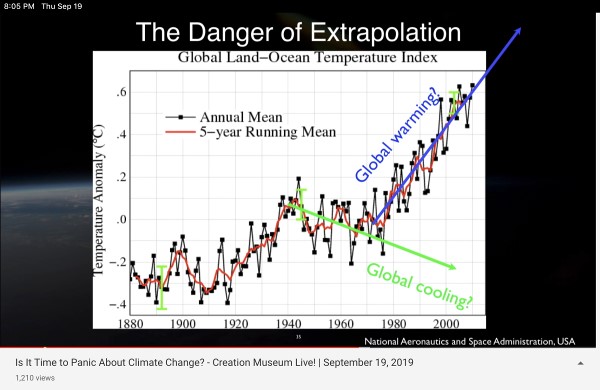 8:05 PM Thu Sep 19
The Danger of Extrapolation
Global Land−Ocean Temperature Index
.6
.4
.2
.0
−.2
−.4
Temperature Anomaly (°C)
Annual Mean
5−year Running Mean
Global warming?
Global cooling?
1880
1900
1920
1940
1960
1980
2000
National Aeronautics and Space Administration, USA
Is It Time to Panic About Climate Change? - Creation Museum Live! | September 19, 2019
1,210 views